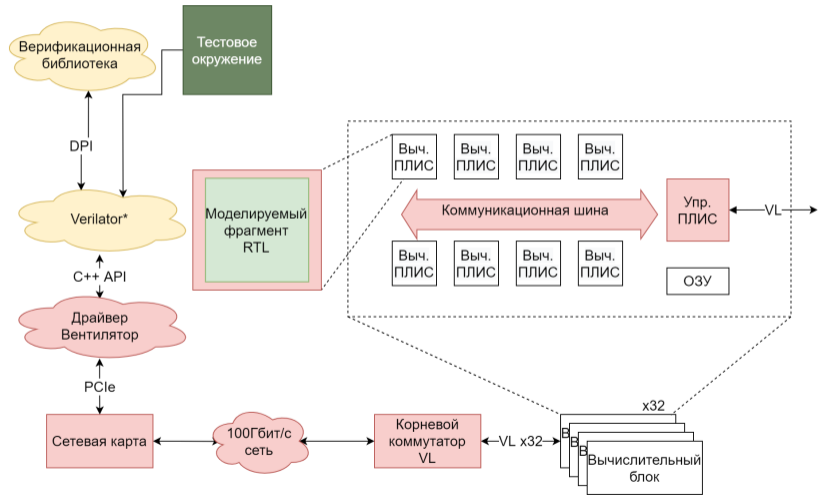 Верификационная
библиотека
Тестовое
окружение
DPI
Verilator*
C++ API
Драйвер
Вентилятор
PCIe
Сетевая карта
100Гбит/с
сеть
Корневой
коммутатор
VL
VL x32
x32
В
В
В
Вычислительный
блок
Моделируемый
фрагмент
RTL
Выч.
ПЛИС
Выч.
ПЛИС
Выч.
ПЛИС
Выч.
ПЛИС
Коммуникационная шина
Упр.
ПЛИС
VL
Выч.
ПЛИС
Выч.
ПЛИС
Выч.
ПЛИС
Выч.
ПЛИС
ОЗУ